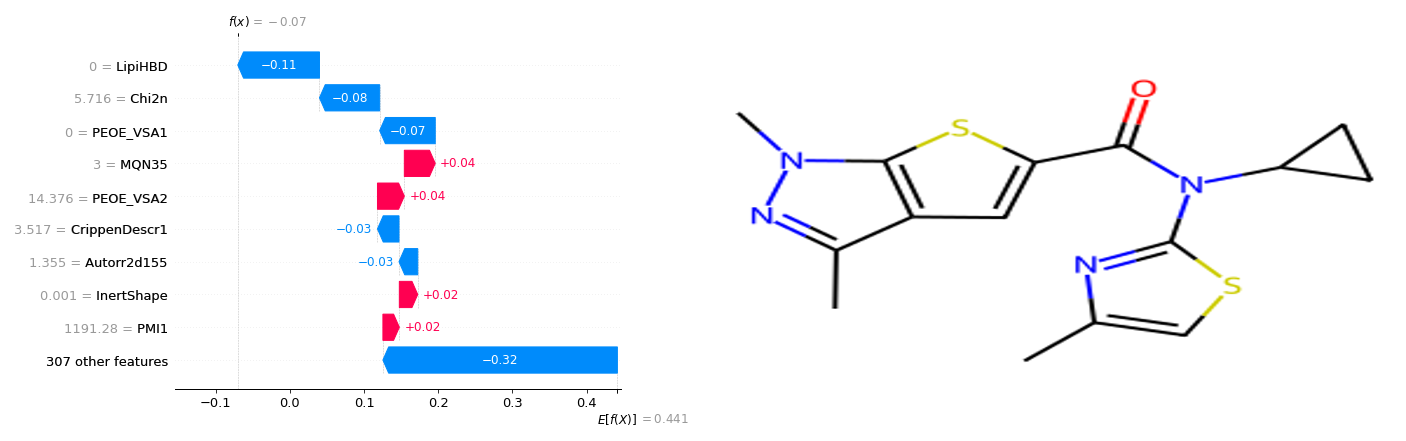 f(x) = −0.07
0 = LipiHBD
−0.11
5.716 = Chi2n
−0.08
0 = PEOE_VSA1
−0.07
3 = MQN35
+0.04
14.376 = PEOE_VSA2
+0.04
3.517 = CrippenDescr1
−0.03
1.355 = Autorr2d155
−0.03
0.001 = InertShape
+0.02
1191.28 = PMI1
+0.02
307 other features
−0.32
−0.1 0.0 0.1 0.2 0.3 0.4
E[f(X)] = 0.441
O
S
N
N
N
N
S